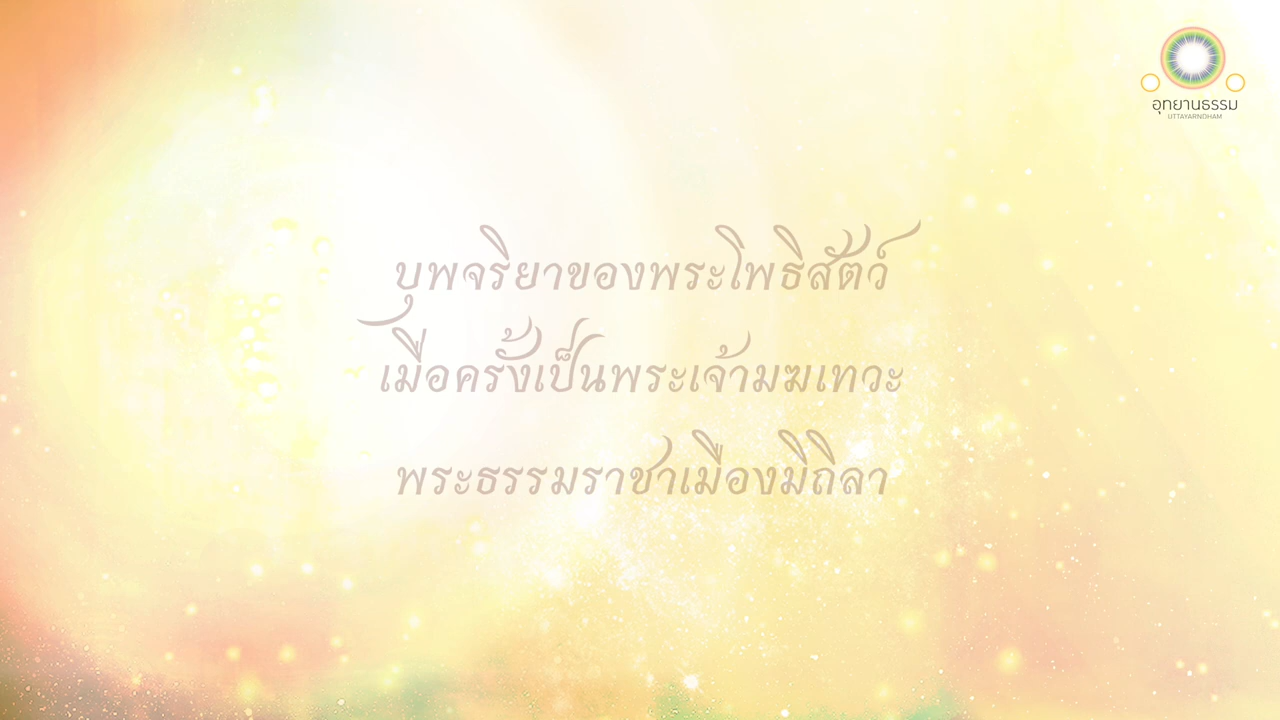 อุทยานธรรม
UTTAYARNDHAM
บุพจริยาของพระโพธิสัตว์
เมื่อครั้งเป็นพระเจ้ามฆเทวะ
พระธรรมราชาเมืองมิถิลา